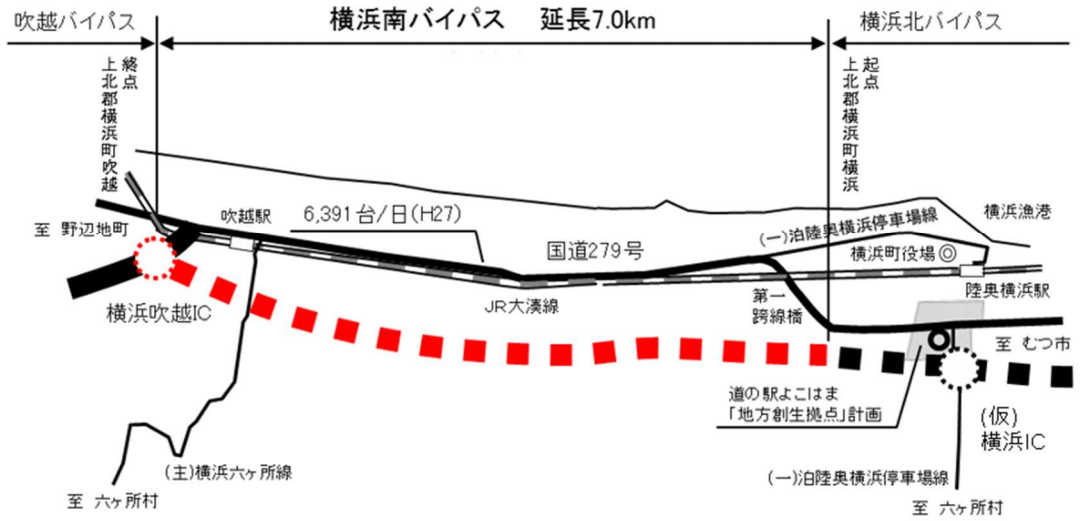 吹越バイパス
横浜南バイパス 延長7.0km
横浜北バイパス
終点
上北郡横浜町吹越
起点
上北郡横浜町横浜
至 野辺地町
吹越駅
6,391台/日(H27)
国道279号
(一)泊陸奥横浜停車場線
横浜漁港
横浜町役場◎
横浜吹越IC
JR大湊線
第一
跨線橋
陸奥横浜駅
至 むつ市
道の駅よこはま
「地方創生拠点」計画
(仮)
横浜IC
(主)横浜六ヶ所線
(一)泊陸奥横浜停車場線
至 六ヶ所村
至 六ヶ所村